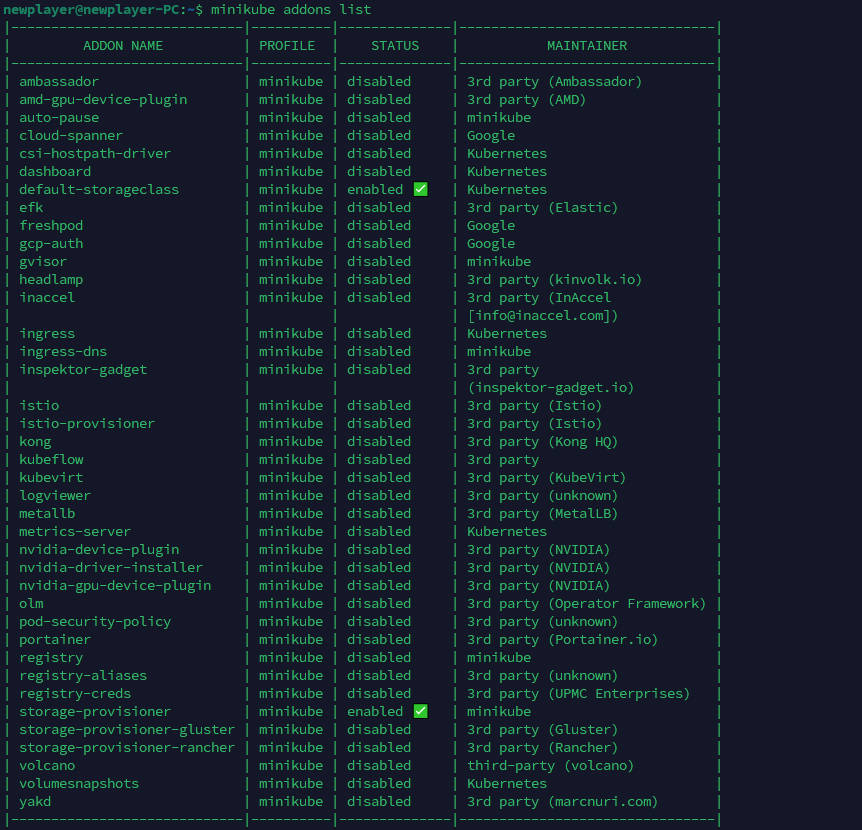 newplayer@newplayer-PC:~$ minikube addons list
|-----------------------------|----------|--------------|--------------------------------|
|         ADDON NAME          | PROFILE  |    STATUS    |           MAINTAINER           |
|-----------------------------|----------|--------------|--------------------------------|
| ambassador                  | minikube | disabled     | 3rd party (Ambassador)         |
| amd-gpu-device-plugin       | minikube | disabled     | 3rd party (AMD)                |
| auto-pause                  | minikube | disabled     | minikube                       |
| cloud-spanner               | minikube | disabled     | Google                         |
| csi-hostpath-driver         | minikube | disabled     | Kubernetes                     |
| dashboard                   | minikube | disabled     | Kubernetes                     |
| default-storageclass        | minikube | enabled ✅   | Kubernetes                     |
| efk                         | minikube | disabled     | 3rd party (Elastic)            |
| freshpod                    | minikube | disabled     | Google                         |
| gcp-auth                    | minikube | disabled     | Google                         |
| gvisor                      | minikube | disabled     | minikube                       |
| headlamp                    | minikube | disabled     | 3rd party (kinvolk.io)         |
| inaccel                     | minikube | disabled     | 3rd party (InAccel             |
|                             |          |              | [info@inaccel.com])            |
| ingress                     | minikube | disabled     | Kubernetes                     |
| ingress-dns                 | minikube | disabled     | minikube                       |
| inspektor-gadget            | minikube | disabled     | 3rd party                      |
|                             |          |              | (inspektor-gadget.io)          |
| istio                       | minikube | disabled     | 3rd party (Istio)              |
| istio-provisioner           | minikube | disabled     | 3rd party (Istio)              |
| kong                        | minikube | disabled     | 3rd party (Kong HQ)            |
| kubeflow                    | minikube | disabled     | 3rd party                      |
| kubevirt                    | minikube | disabled     | 3rd party (KubeVirt)           |
| logviewer                   | minikube | disabled     | 3rd party (unknown)            |
| metallb                     | minikube | disabled     | 3rd party (MetalLB)            |
| metrics-server              | minikube | disabled     | Kubernetes                     |
| nvidia-device-plugin        | minikube | disabled     | 3rd party (NVIDIA)             |
| nvidia-driver-installer     | minikube | disabled     | 3rd party (NVIDIA)             |
| nvidia-gpu-device-plugin    | minikube | disabled     | 3rd party (NVIDIA)             |
| olm                         | minikube | disabled     | 3rd party (Operator Framework) |
| pod-security-policy         | minikube | disabled     | 3rd party (unknown)            |
| portainer                   | minikube | disabled     | 3rd party (Portainer.io)       |
| registry                    | minikube | disabled     | minikube                       |
| registry-aliases            | minikube | disabled     | 3rd party (unknown)            |
| registry-creds              | minikube | disabled     | 3rd party (UPMC Enterprises)   |
| storage-provisioner         | minikube | enabled ✅   | minikube                       |
| storage-provisioner-gluster | minikube | disabled     | 3rd party (Gluster)            |
| storage-provisioner-rancher | minikube | disabled     | 3rd party (Rancher)            |
| volcano                     | minikube | disabled     | third-party (volcano)          |
| volumesnapshots             | minikube | disabled     | Kubernetes                     |
| yakd                        | minikube | disabled     | 3rd party (marcnuri.com)       |
|-----------------------------|----------|--------------|--------------------------------|